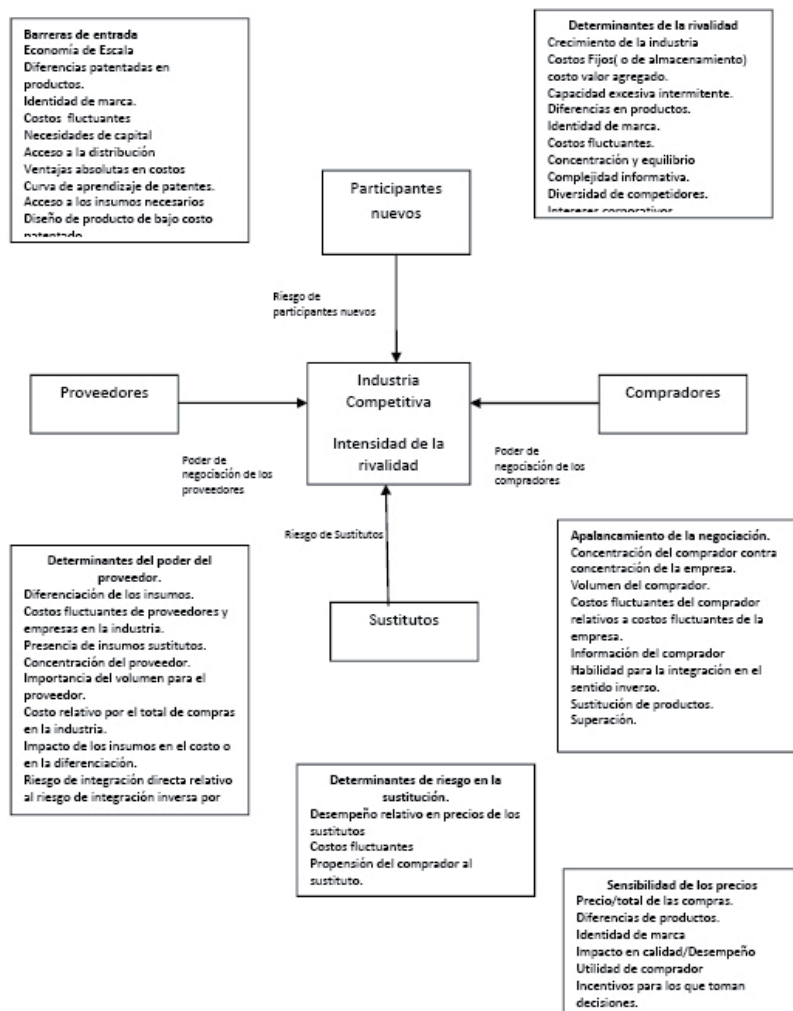 Barreras de entrada
Economía de Escala
Diferencias patentadas en
productos.
Identidad de marca.
Costos fluctuantes
Necesidades de capital
Acceso a la distribución
Ventajas absolutas en costos
Curva de aprendizaje de patentes.
Acceso a los insumos necesarios
Diseño de producto de bajo costo
patentado
Determinantes de la rivalidad
Crecimiento de la industria
Costos Fijos( o de almacenamiento)
costo valor agregado.
Capacidad excesiva intermitente.
Diferencias en productos.
Identidad de marca.
Costos fluctuantes.
Concentración y equilibrio
Complejidad informativa.
Diversidad de competidores.
Intereses corporativos
Participantes
nuevos
Riesgo de
participantes nuevos
Proveedores
Industria
Competitiva
Intensidad de la
rivalidad
Compradores
Poder de
negociación de los
proveedores
Poder de
negociación de los
compradores
Riesgo de Sustitutos
Sustitutos
Determinantes del poder del
proveedor.
Diferenciación de los insumos.
Costos fluctuantes de proveedores y
empresas en la industria.
Presencia de insumos sustitutos.
Concentración del proveedor.
Importancia del volumen para el
proveedor.
Costo relativo por el total de compras
en la industria.
Impacto de los insumos en el costo o
en la diferenciación.
Riesgo de integración directa relativo
al riesgo de integración inversa por
Apalancamiento de la negociación.
Concentración del comprador contra
concentración de la empresa.
Volumen del comprador.
Costos fluctuantes del comprador
relativos a costos fluctuantes de la
empresa.
Información del comprador
Habilidad para la integración en el
sentido inverso.
Sustitución de productos.
Superación.
Determinantes de riesgo en la
sustitución.
Desempeño relativo en precios de los
sustitutos
Costos fluctuantes
Propensión del comprador al
sustituto.
Sensibilidad de los precios
Precio/total de las compras.
Diferencias de productos.
Identidad de marca
Impacto en calidad/Desempeño
Utilidad de comprador
Incentivos para los que toman
decisiones.